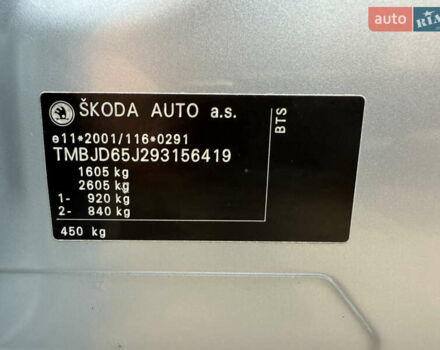 auto RIA
ŠKODA AUTO a.s.
BTS
e11*2001/116*0291
TMBJD65J293156419
1605 kg
2605 kg
1- 920 kg
2- 840 kg
450 kg